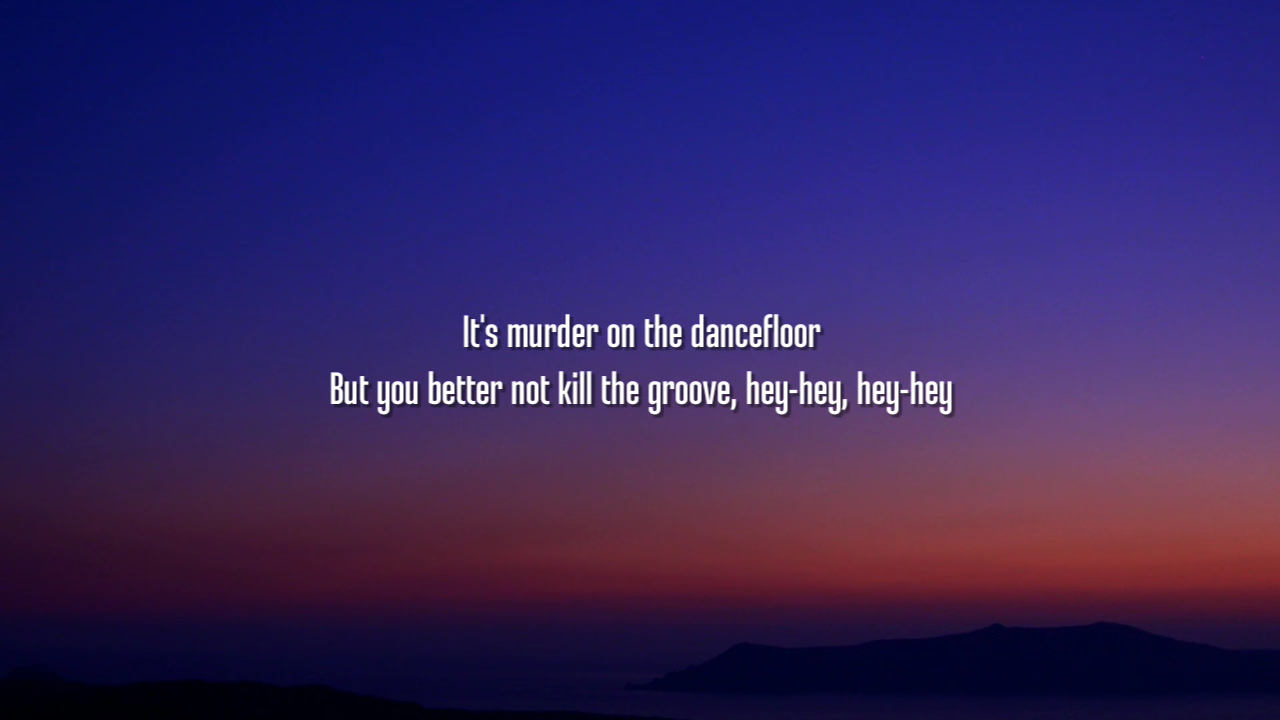 It's murder on the dancefloor
But you better not kill the groove, hey-hey, hey-hey